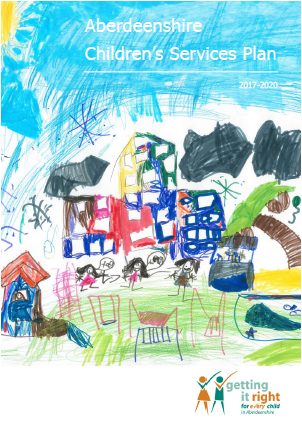 Aberdeenshire
Children's Services Plan
2017-2020
getting
it right
for every child
in Aberdeenshire